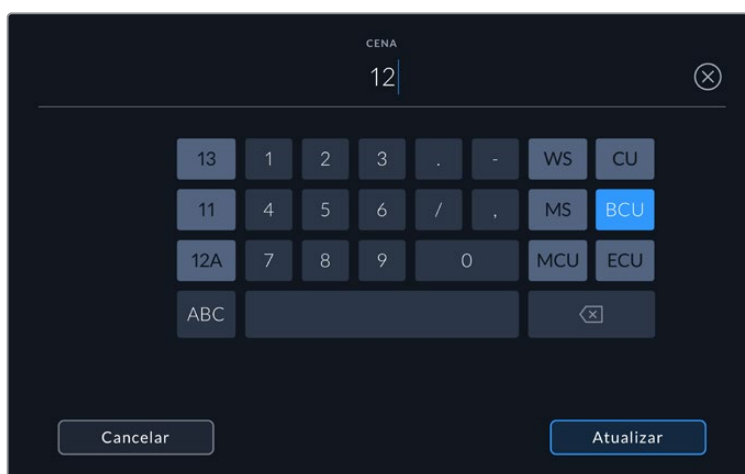 CENA
12
13 1 2 3 . - WS CU
11 4 5 6 / , MS BCU
12A 7 8 9 0 MCU ECU
ABC
Cancelar Atualizar